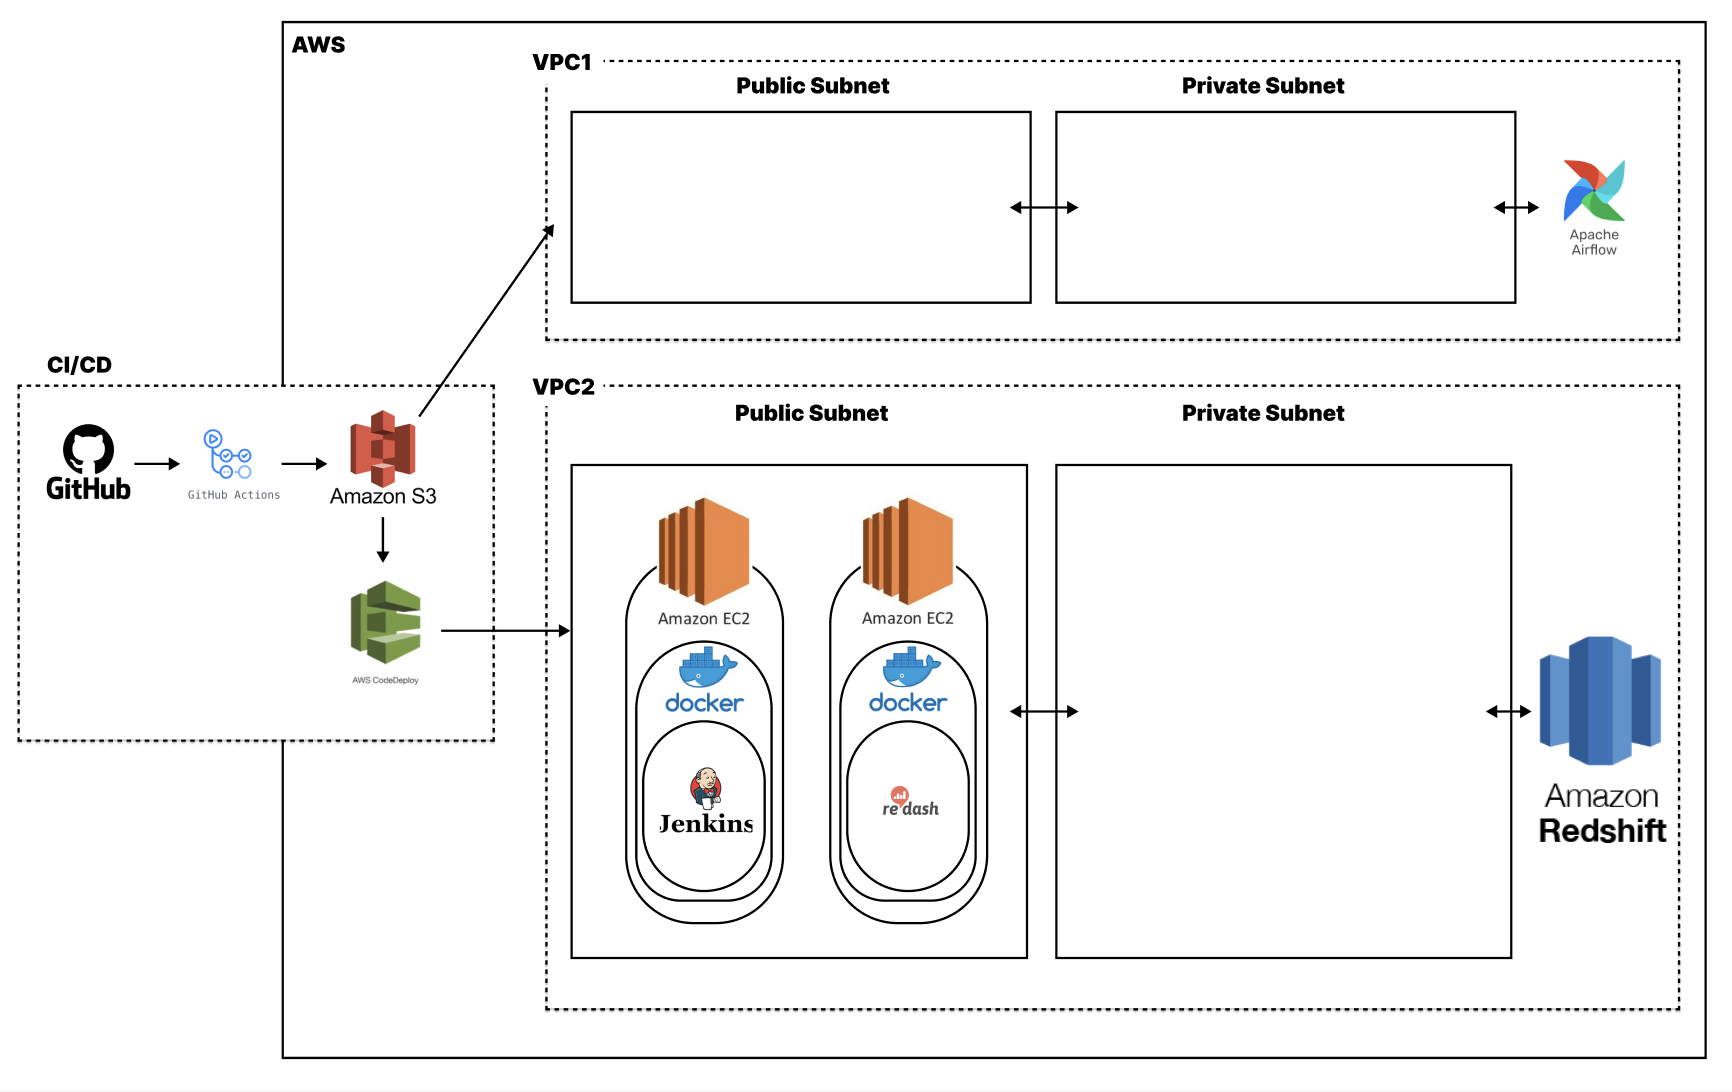 AWS
VPC1
Public Subnet
Private Subnet
Apache
Airflow
CI/CD
GitHub
GitHub Actions
Amazon S3
AWS CodeDeploy
VPC2
Public Subnet
Private Subnet
Amazon EC2
Amazon EC2
docker
docker
Jenkins
redash
Amazon
Redshift